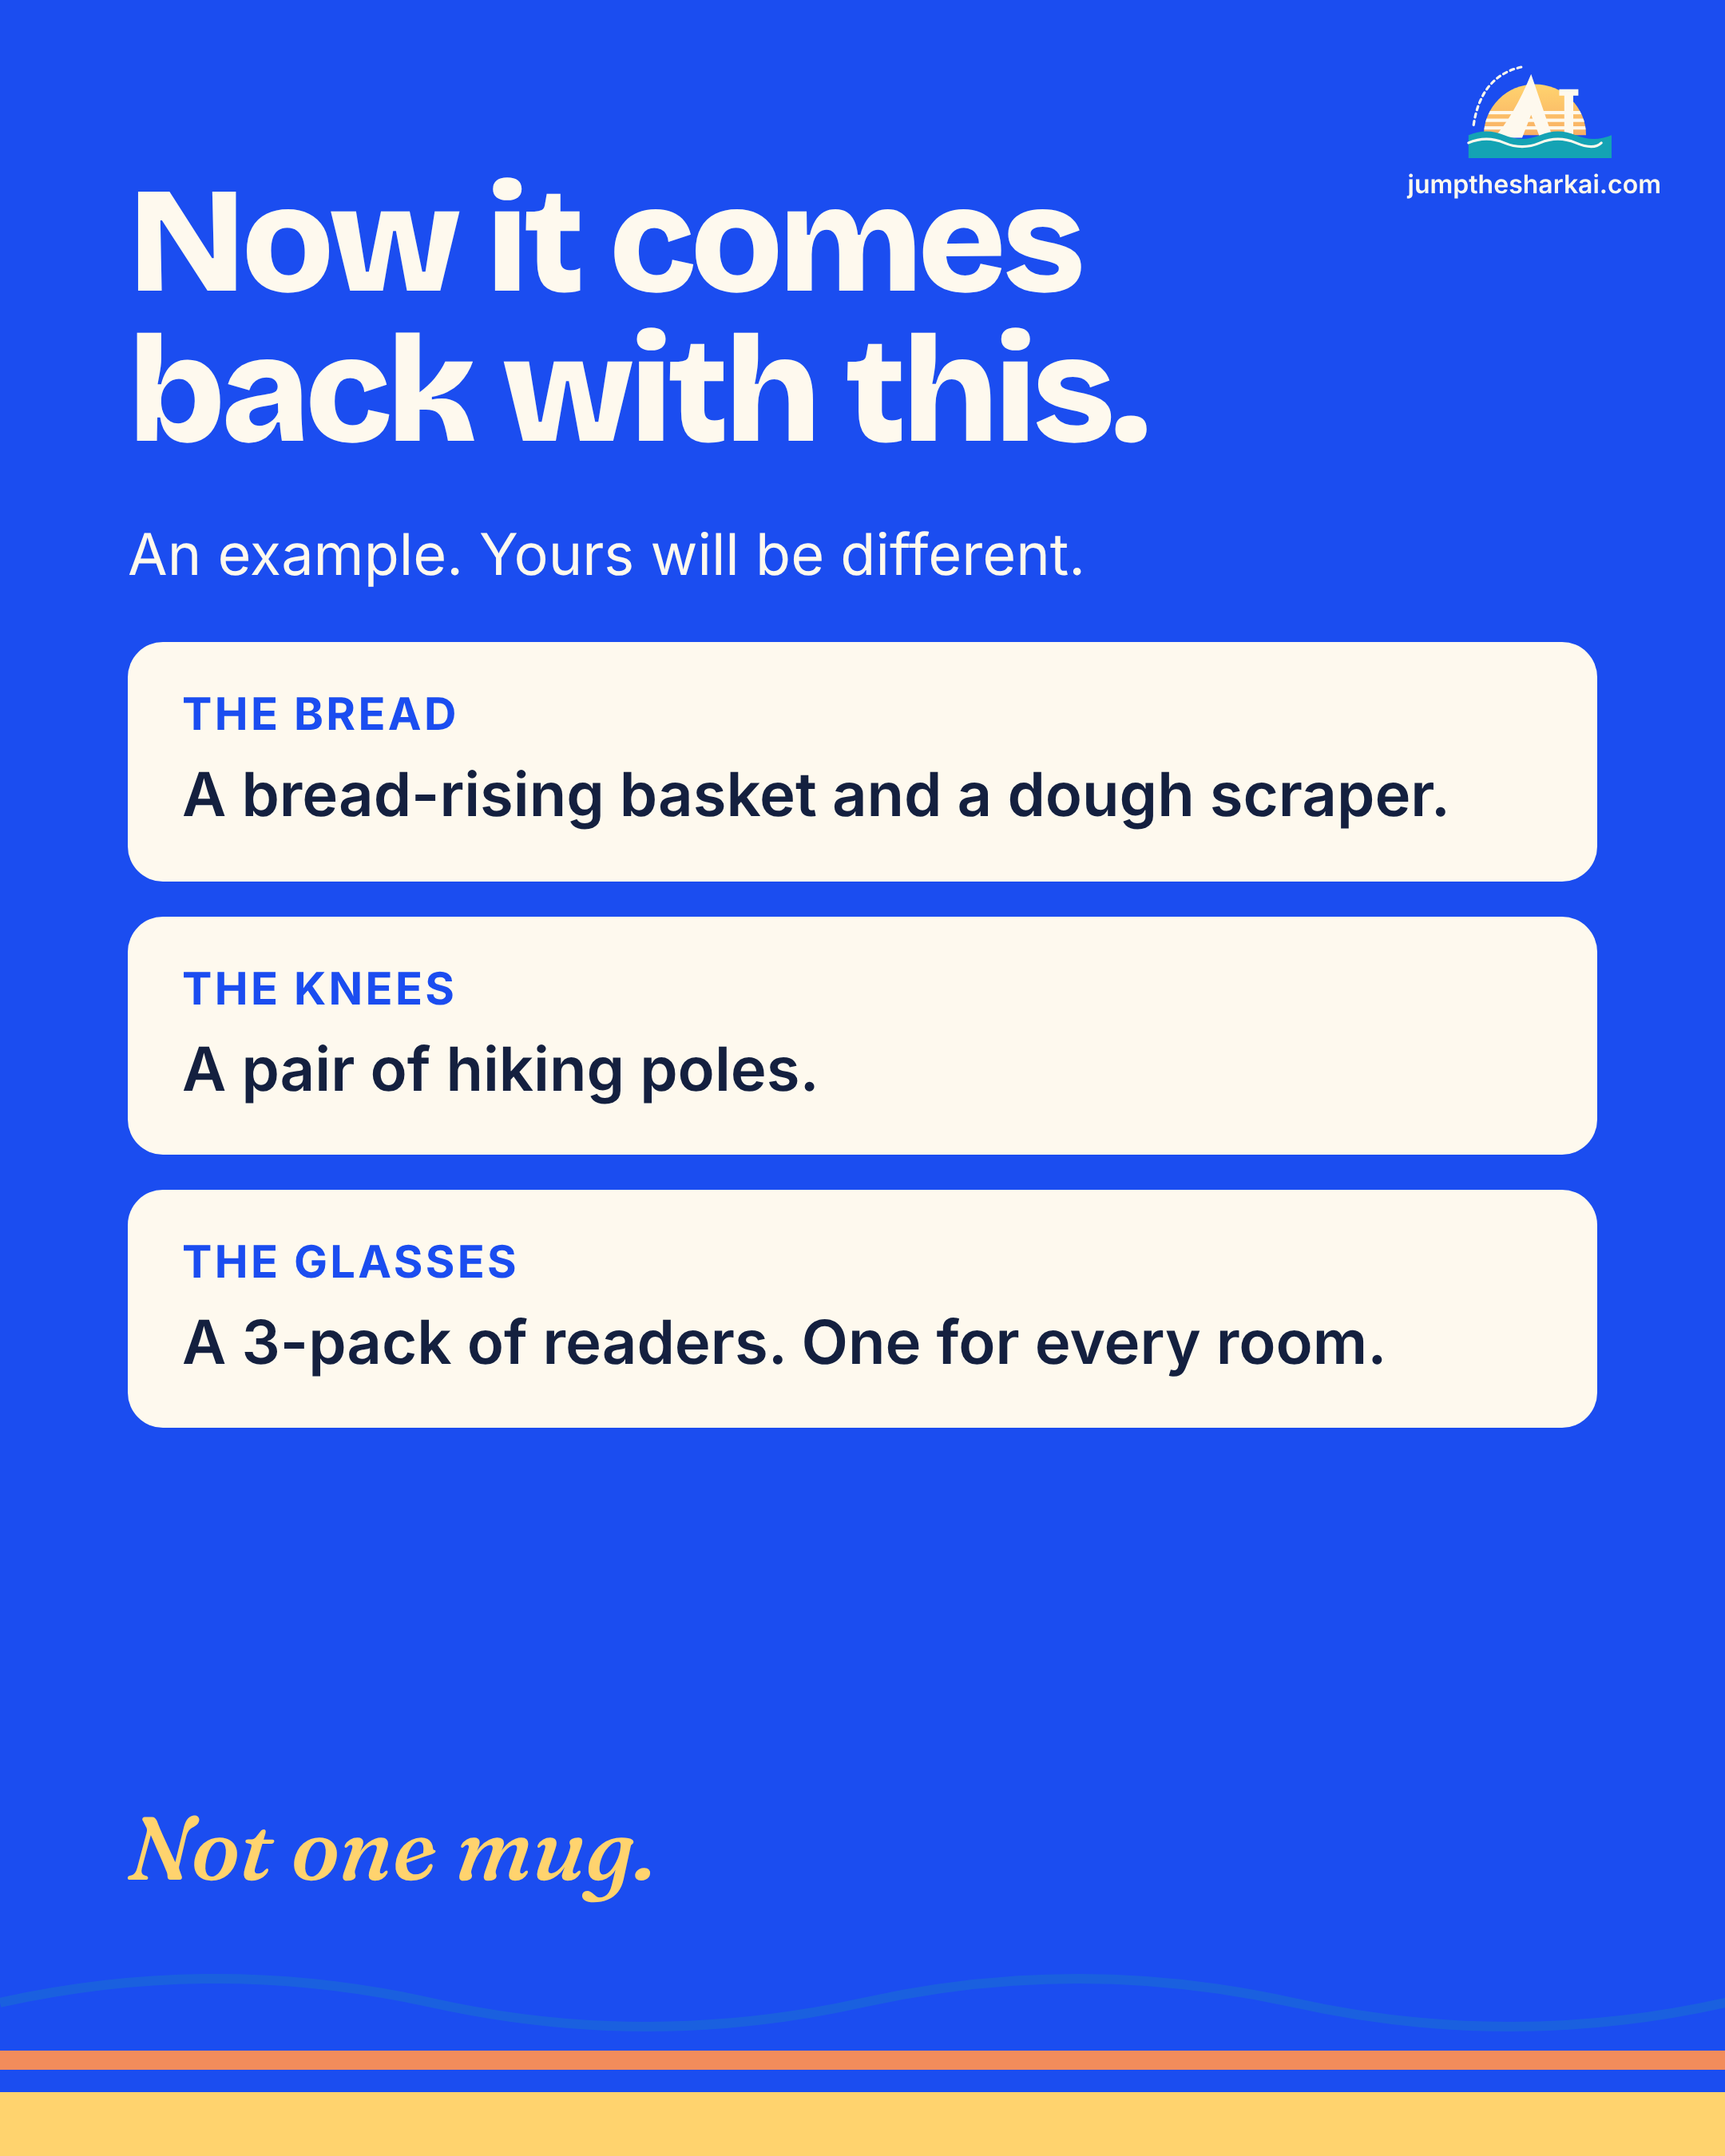 AI
jumpthesharkai.com
Now it comes
back with this.
An example. Yours will be different.
THE BREAD
A bread-rising basket and a dough scraper.
THE KNEES
A pair of hiking poles.
THE GLASSES
A 3-pack of readers. One for every room.
Not one mug.